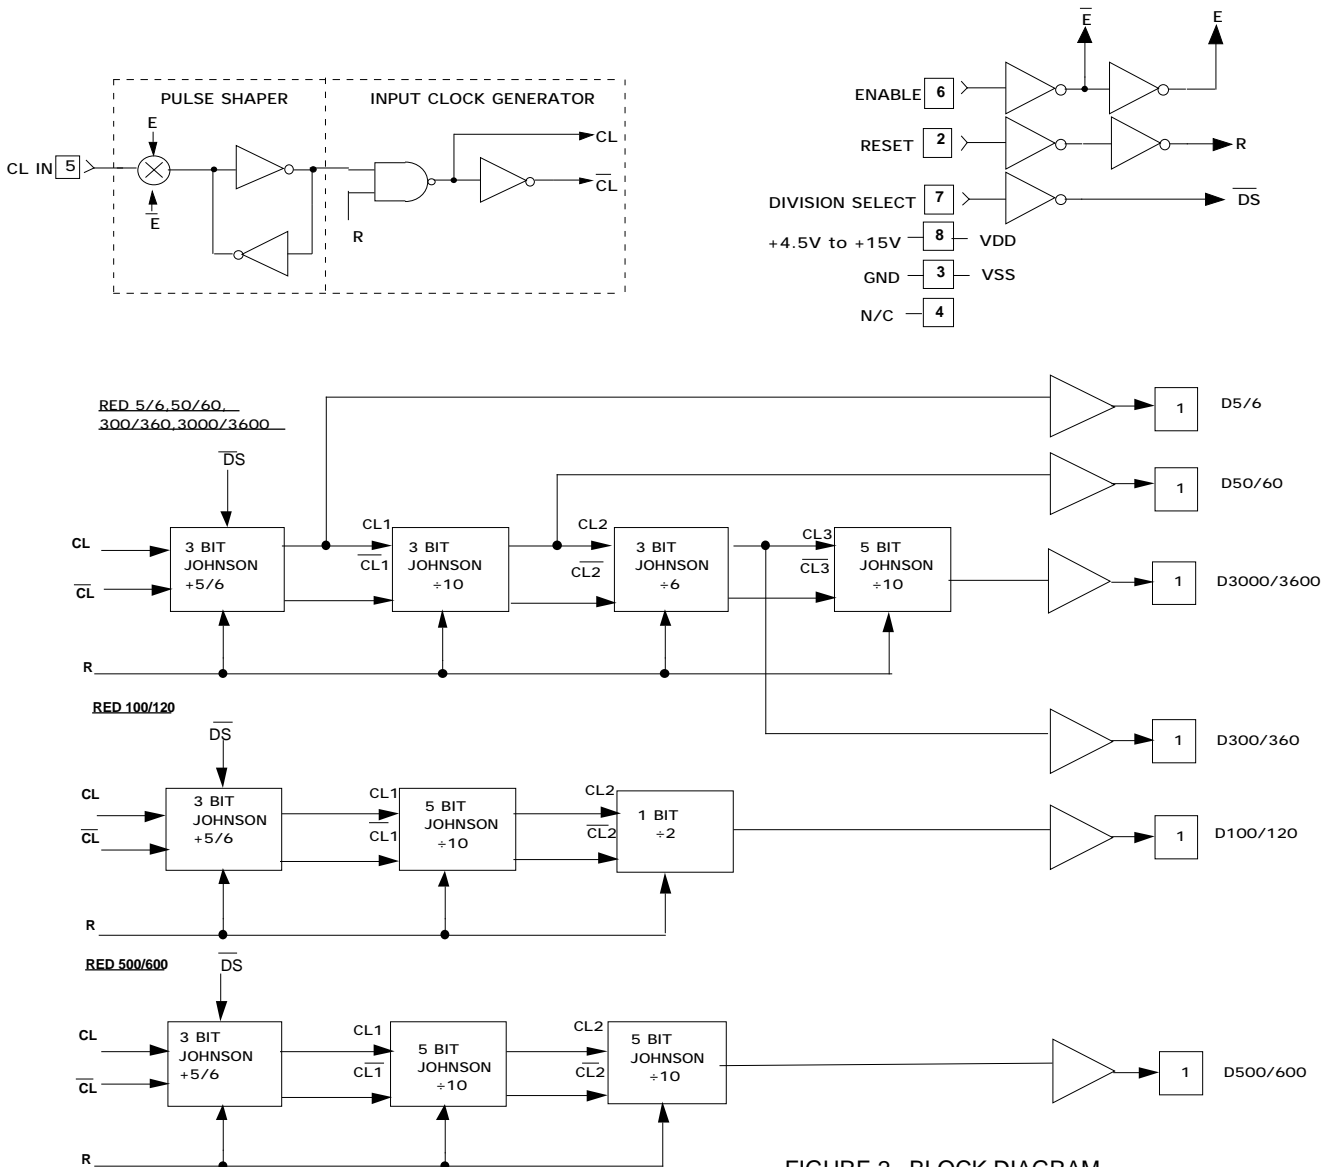 PULSE SHAPER
INPUT CLOCK GENERATOR
E
CL IN 5
E
R
CL
CL
E
E
ENABLE 6
RESET 2
R
DIVISION SELECT 7
DS
+4.5V to +15V 8 VDD
GND 3 VSS
N/C 4
RED 5/6,50/60,
300/360,3000/3600
DS
CL
CL
3 BIT
JOHNSON
+5/6
CL1
CL1
3 BIT
JOHNSON
÷10
CL2
CL2
3 BIT
JOHNSON
÷6
CL3
CL3
5 BIT
JOHNSON
÷10
R
1 D5/6
1 D50/60
1 D3000/3600
1 D300/360
RED 100/120
DS
CL
CL
3 BIT
JOHNSON
+5/6
CL1
CL1
5 BIT
JOHNSON
÷10
CL2
CL2
1 BIT
÷2
1 D100/120
R
RED 500/600
DS
CL
CL
3 BIT
JOHNSON
+5/6
CL1
CL1
5 BIT
JOHNSON
÷10
CL2
CL2
5 BIT
JOHNSON
÷10
1 D500/600
R